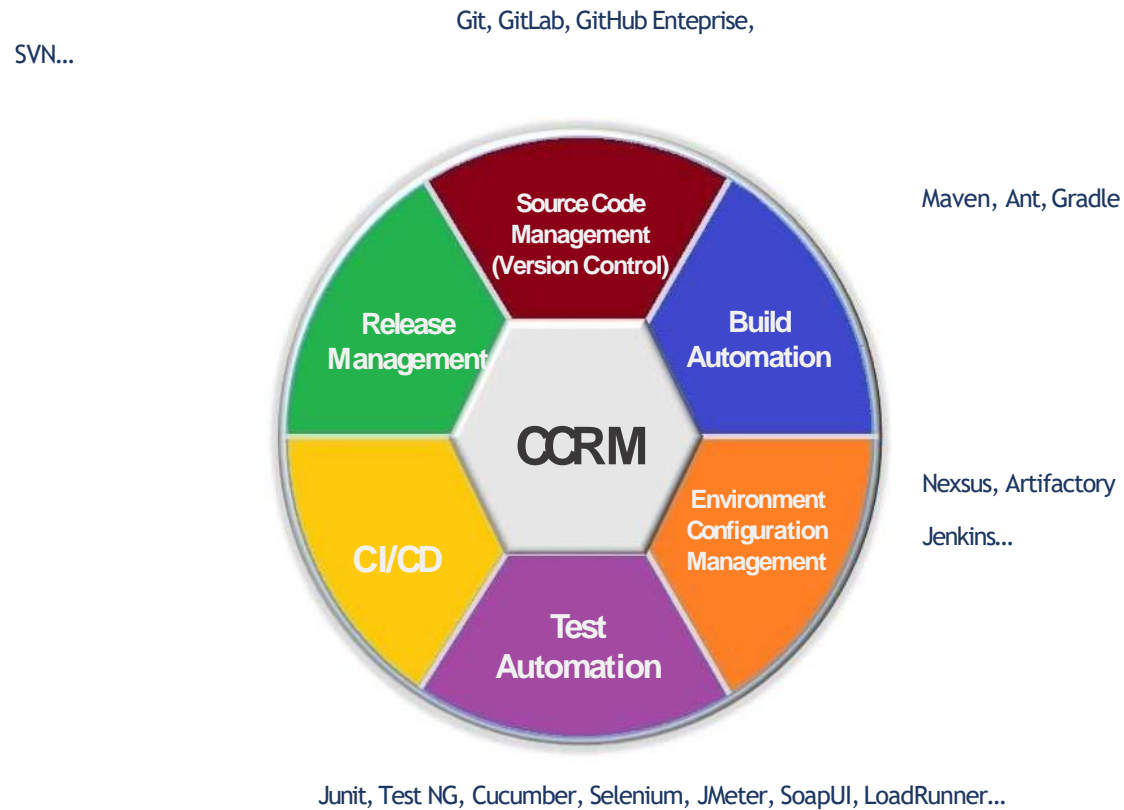 Git, GitLab, GitHub Enteprise,
SVN...
Source Code
Management
(Version Control)
Maven, Ant, Gradle
Release
Management
Build
Automation
CCRM
Nexsus, Artifactory
Jenkins...
Environment
Configuration
Management
CI/CD
Test
Automation
Junit, Test NG, Cucumber, Selenium, JMeter, SoapUI, LoadRunner...